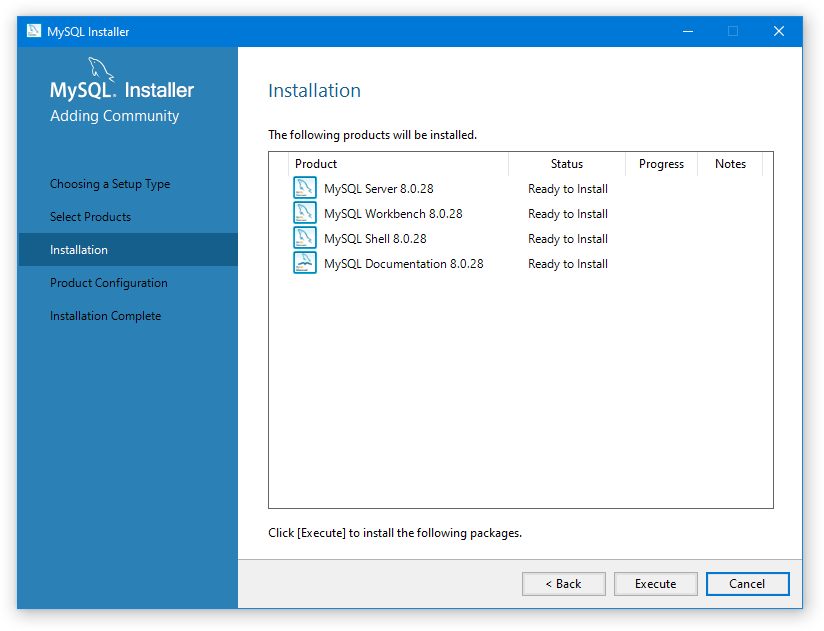 MySQL Installer
MySQL. Installer
Adding Community
Choosing a Setup Type
Select Products
Installation
Product Configuration
Installation Complete
Installation
The following products will be installed.
Product Status Progress Notes
MySQL Server 8.0.28 Ready to Install
MySQL Workbench 8.0.28 Ready to Install
MySQL Shell 8.0.28 Ready to Install
MySQL Documentation 8.0.28 Ready to Install
Click [Execute] to install the following packages.
< Back Execute Cancel